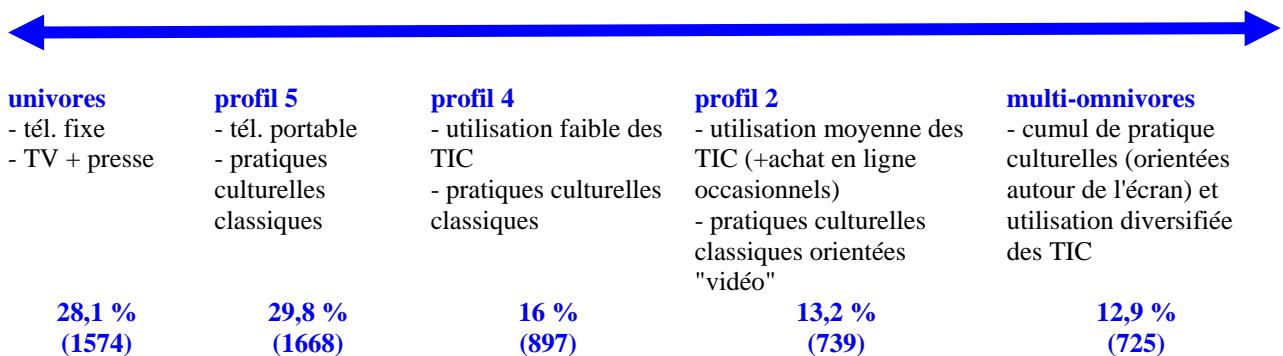 univores
- tél. fixe
- TV + presse
28,1 %
(1574)
profil 5
- tél. portable
- pratiques
culturelles
classiques
29,8 %
(1668)
profil 4
- utilisation faible des
TIC
- pratiques culturelles
classiques
16 %
(897)
profil 2
- utilisation moyenne des
TIC (+achat en ligne
occasionnels)
- pratiques culturelles
classiques orientées
"vidéo"
13,2 %
(739)
multi-omnivores
- cumul de pratique
culturelles (orientées
autour de l'écran) et
utilisation diversifiée
des TIC
12,9 %
(725)